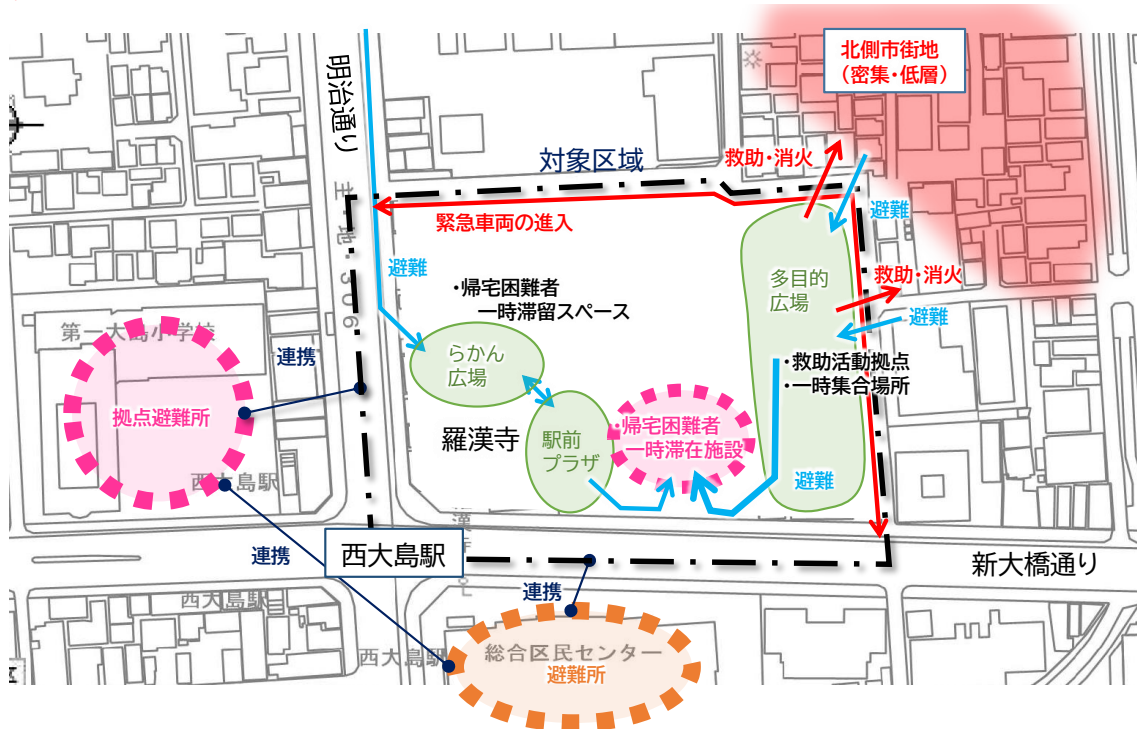 北側市街地
（密集・低層）
明治通り
対象区域
救助・消火
緊急車両の進入
避難
避難
・帰宅困難者
一時滞留スペース
多目的
広場
救助・消火
避難
第一大島小学校
連携
らかん
広場
・救助活動拠点
・一時集合場所
拠点避難所
羅漢寺
駅前
プラザ
・帰宅困難者
一時滞在施設
避難
西大島駅
西大島駅
連携
新大橋通り
連携
西大島駅
西大島駅
総合区民センター
避難所